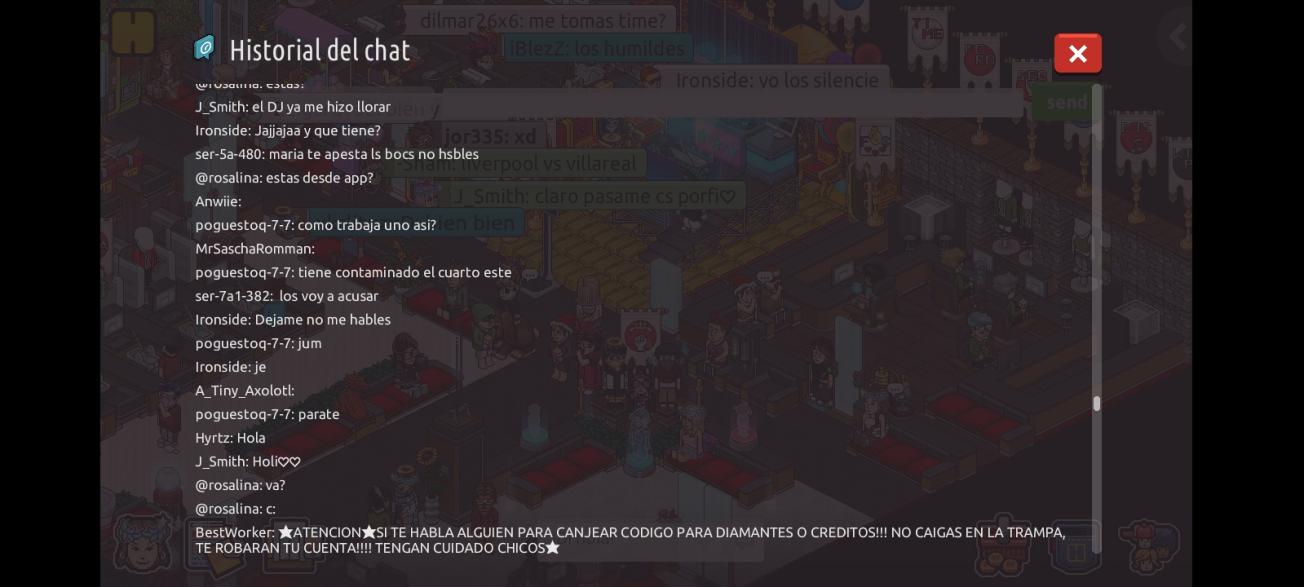 dilmar26x6: me tomas time?
iBlezZ: los humildes
Historial del chat
Ironside: yo los silencie
@rosalina: estas?
send
J_Smith: el DJ ya me hizo llorar
Ironside: Jajjajaa y que tiene?
jor335: xd
ser-5a-480: maria te apesta ls bocs no hsbles
liverpool vs villareal
@rosalina: estas desde app?
Anwiie:
J_Smith: claro pasame cs porfi♡
poguestoq-7-7: como trabaja uno asi?
bien
MrSaschaRomman:
poguestoq-7-7: tiene contaminado el cuarto este
ser-7a1-382: los voy a acusar
Ironside: Dejame no me hables
poguestoq-7-7: jum
Ironside: je
A_Tiny_Axolotl:
poguestoq-7-7: parate
Hyrtz: Hola
J_Smith: Holi♡♡
@rosalina: va?
@rosalina: c:
BestWorker: ★ATENCION★SI TE HABLA ALGUIEN PARA CANJEAR CODIGO PARA DIAMANTES O CREDITOS!!! NO CAIGAS EN LA TRAMPA,
TE ROBARAN TU CUENTA!!!! TENGAN CUIDADO CHICOS★